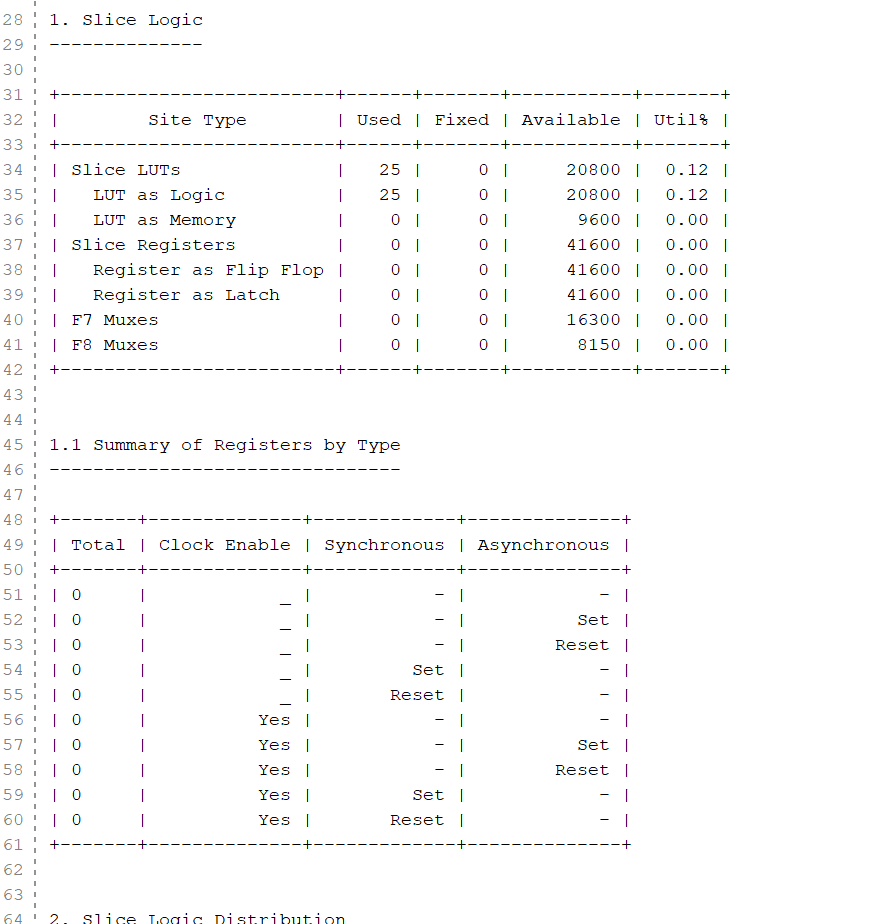 28 1. Slice Logic
29 --------------
30
31 +-------------------------+------+-------+-----------+-------+
32 |        Site Type        | Used | Fixed | Available | Util% |
33 +-------------------------+------+-------+-----------+-------+
34 | Slice LUTs              |   25 |     0 |     20800 |  0.12 |
35 |   LUT as Logic          |   25 |     0 |     20800 |  0.12 |
36 |   LUT as Memory         |    0 |     0 |      9600 |  0.00 |
37 | Slice Registers         |    0 |     0 |     41600 |  0.00 |
38 |   Register as Flip Flop |    0 |     0 |     41600 |  0.00 |
39 |   Register as Latch     |    0 |     0 |     41600 |  0.00 |
40 | F7 Muxes                |    0 |     0 |     16300 |  0.00 |
41 | F8 Muxes                |    0 |     0 |      8150 |  0.00 |
42 +-------------------------+------+-------+-----------+-------+
43
44
45 1.1 Summary of Registers by Type
46 --------------------------------
47
48 +-------+--------------+-------------+--------------+
49 | Total | Clock Enable | Synchronous | Asynchronous |
50 +-------+--------------+-------------+--------------+
51 | 0     |            _ |           - |            - |
52 | 0     |            _ |           - |          Set |
53 | 0     |            _ |           - |        Reset |
54 | 0     |            _ |         Set |            - |
55 | 0     |            _ |       Reset |            - |
56 | 0     |          Yes |           - |            - |
57 | 0     |          Yes |           - |          Set |
58 | 0     |          Yes |           - |        Reset |
59 | 0     |          Yes |         Set |            - |
60 | 0     |          Yes |       Reset |            - |
61 +-------+--------------+-------------+--------------+
62
63
64 2. Slice Logic Distribution